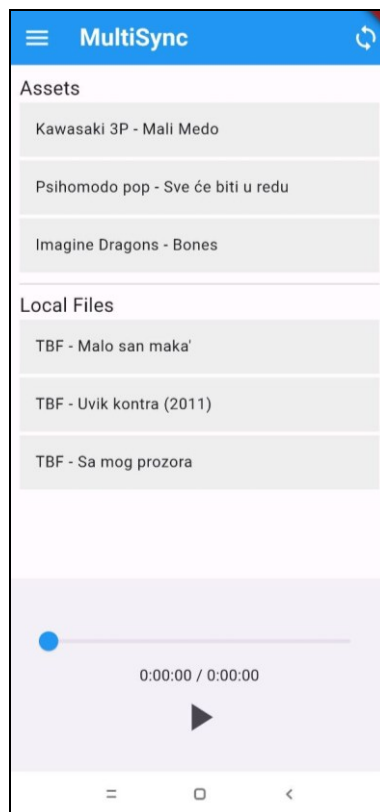 MultiSync
Assets
Kawasaki 3P - Mali Medo
Psihomodo pop - Sve će biti u redu
Imagine Dragons - Bones
Local Files
TBF - Malo san maka'
TBF - Uvik kontra (2011)
TBF - Sa mog prozora
0:00:00 / 0:00:00